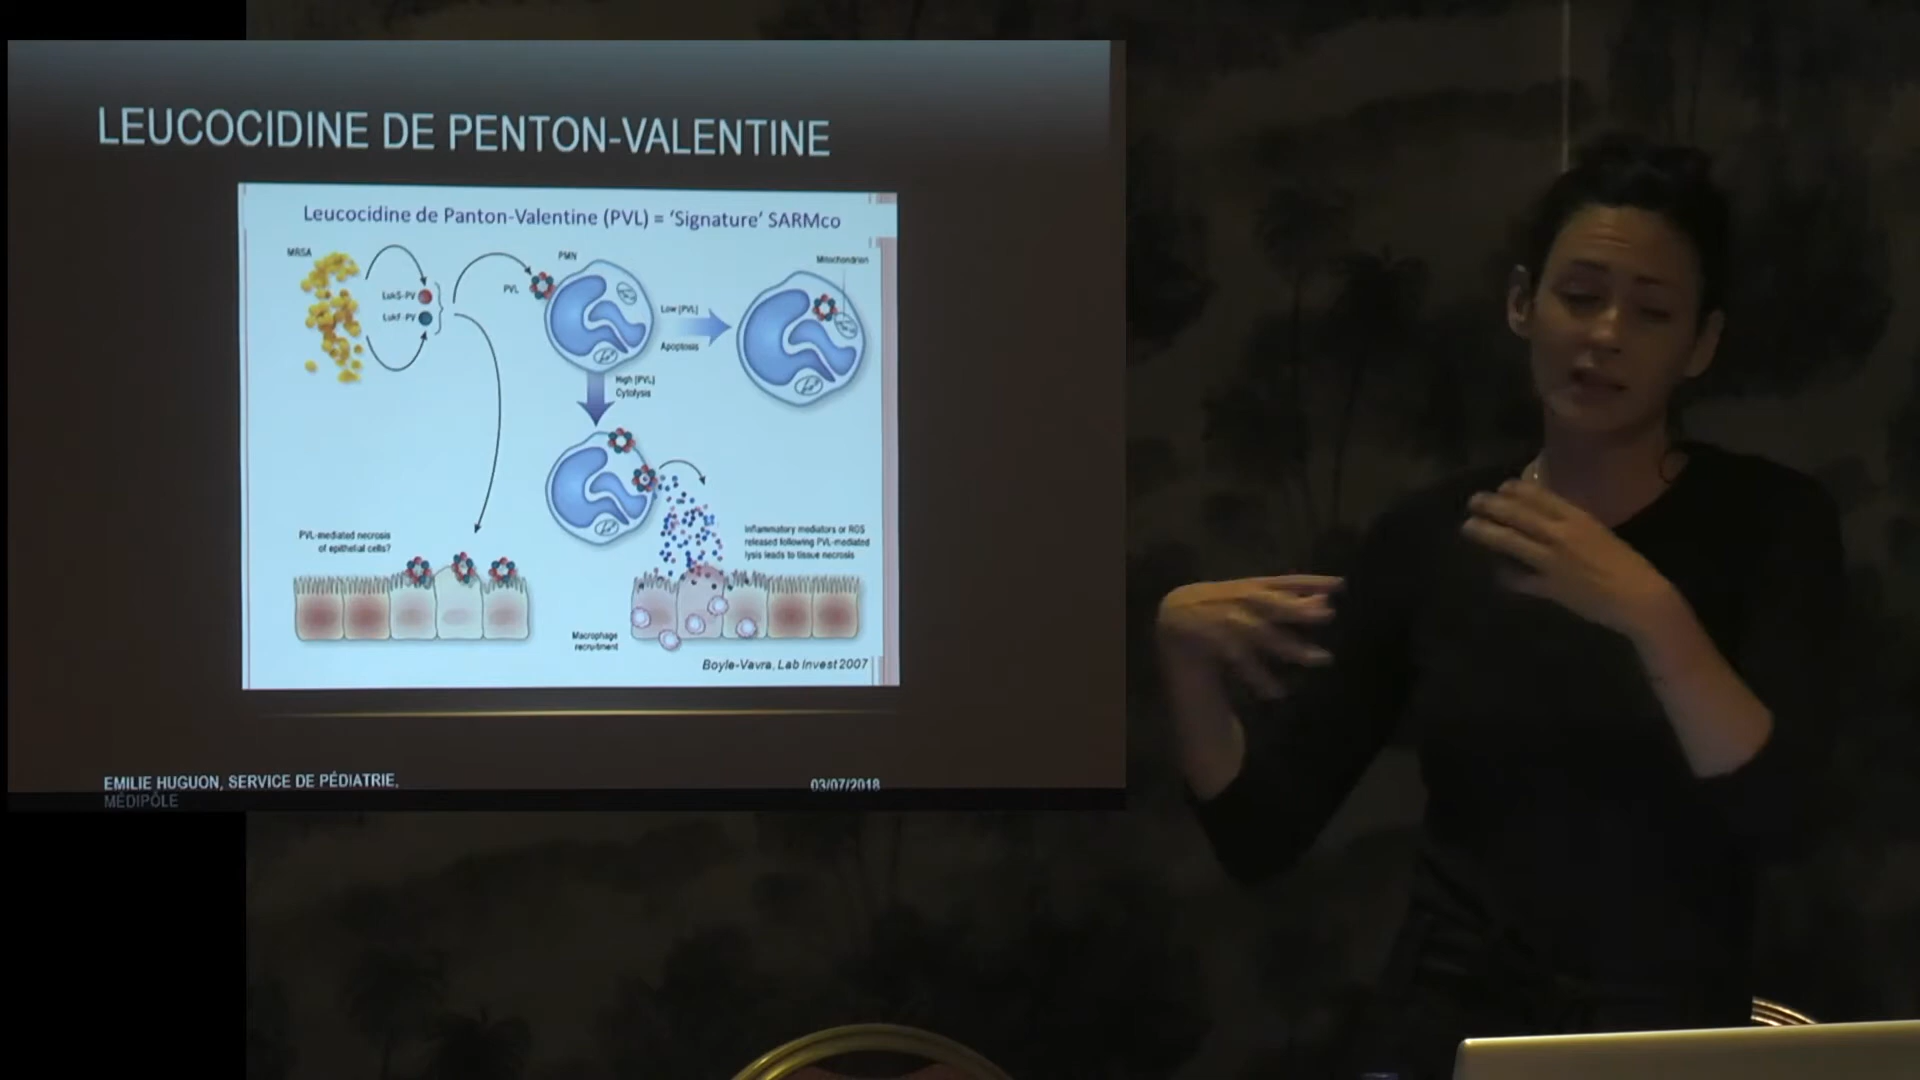 LEUCOCIDINE DE PENTON-VALENTINE
Leucocidine de Panton-Valentine (PVL) = ‘Signature’ SARMco
MRSA
LukS-PV
LukF-PV
PVL
PMN
Low [PVL]
Apoptosis
Mitochondrion
High [PVL]
Cytolysis
PVL-mediated necrosis
of epithelial cells?
Inflammatory mediators or ROS
released following PVL-mediated
lysis leads to tissue necrosis
Macrophage
recruitment
Boyle-Vavra, Lab Invest 2007
EMILIE HUGUON, SERVICE DE PÉDIATRIE,
MÉDIPÔLE
03/07/2018